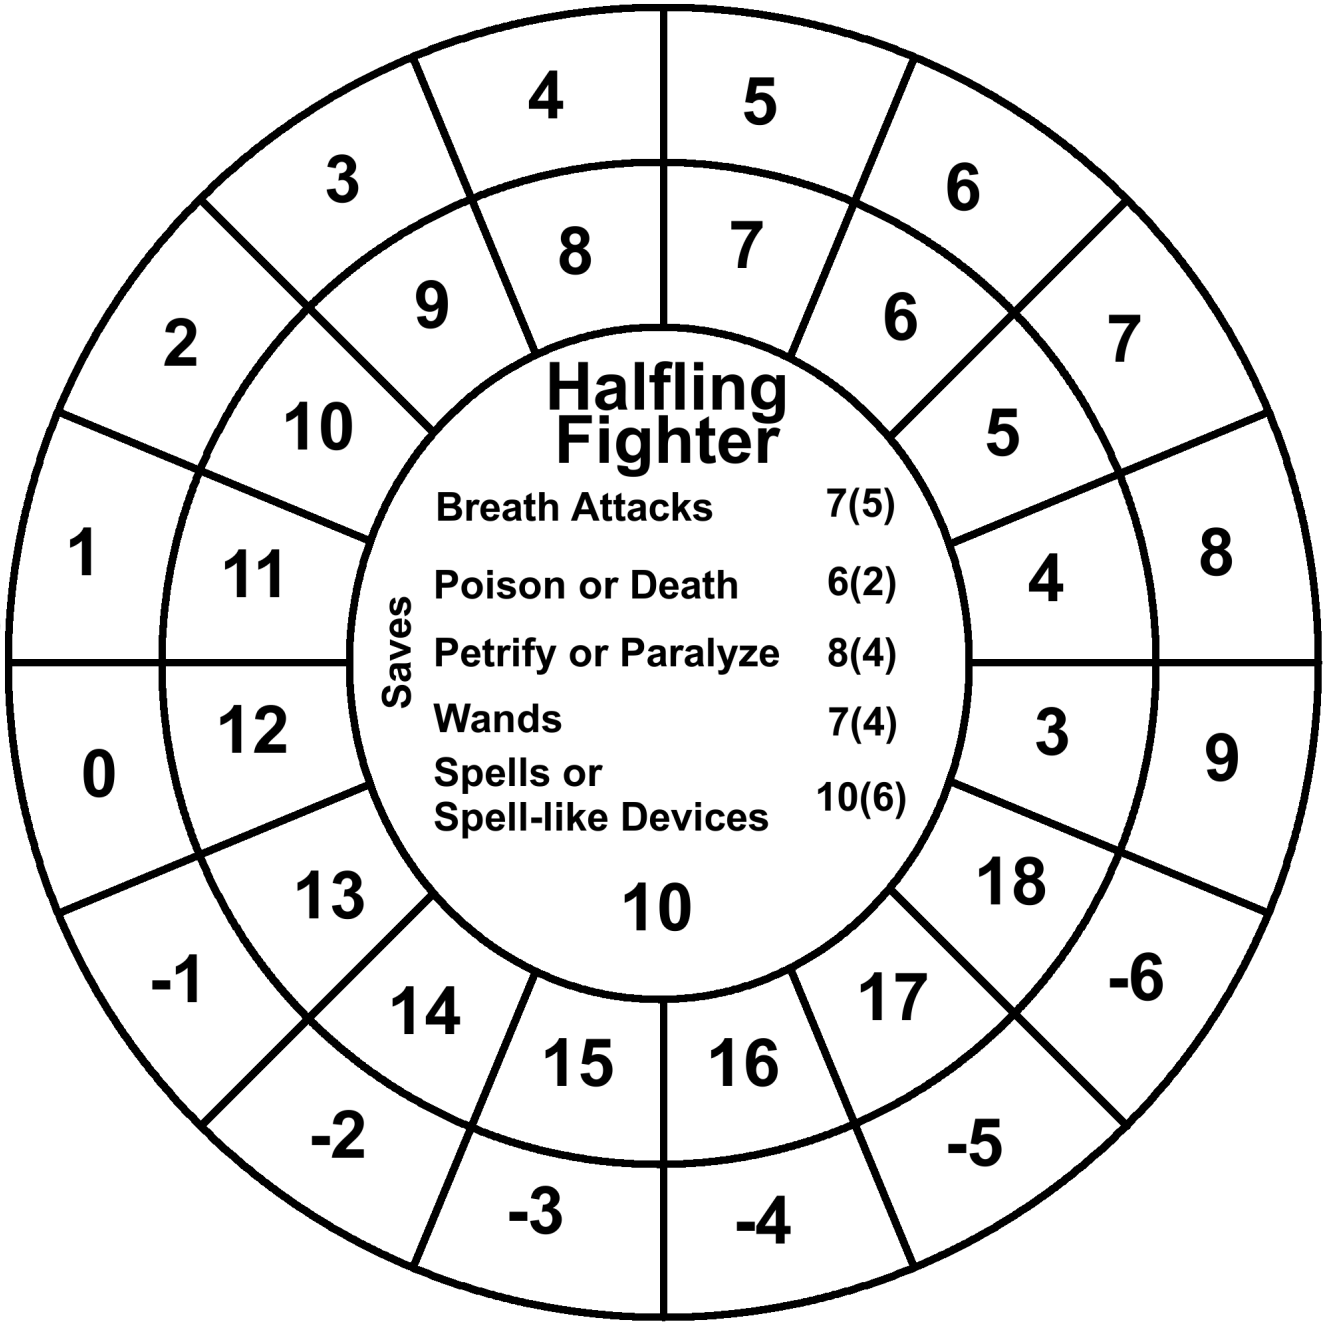 4 5
3 6
8 7
9 6
2 7
Halfling
Fighter
10 5
Breath Attacks 7(5)
1 8
11 4
Poison or Death 6(2)
Saves
Petrify or Paralyze 8(4)
Wands 7(4)
12 3
0 9
Spells or
Spell-like Devices 10(6)
13 18
10
-1 -6
14 17
15 16
-2 -5
-3 -4